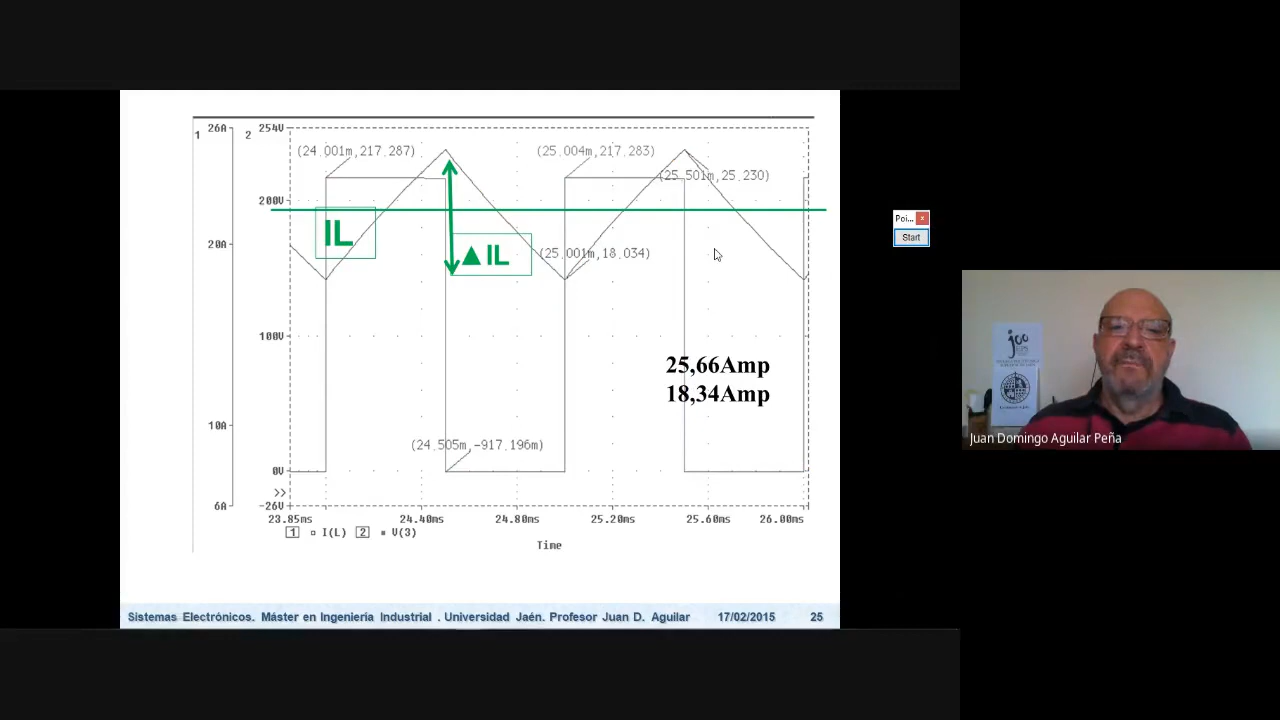 1 26A 2 254V
(24.001m,217.287)
(25.004m,217.283)
(25.501m,25.230)
200V
IL
20A
▲ IL
(25.001m,18.034)
100V
25,66Amp
18,34Amp
10A
(24.505m,-917.196m)
0V
>>
6A -26V
23.85ms 24.40ms 24.80ms 25.20ms 25.60ms 26.00ms
1 I(L) 2 V(3)
Time
Sistemas Electrónicos. Máster en Ingeniería Industrial . Universidad Jaén. Profesor Juan D. Aguilar 17/02/2015 25
Poi... x
Start
joo
Juan Domingo Aguilar Peña